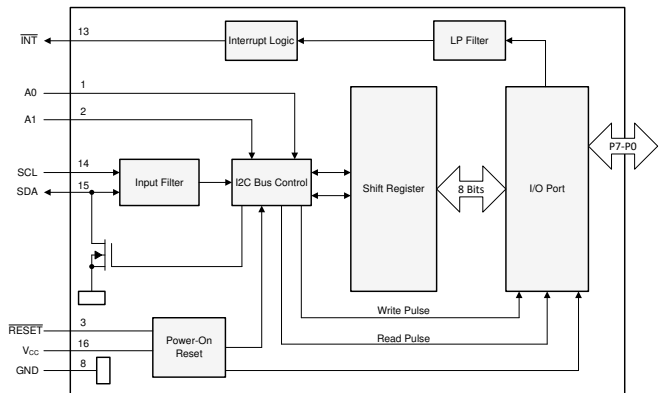 INT
13
Interrupt Logic
LP Filter
A0
1
A1
2
SCL
14
SDA
15
Input Filter
I2C Bus Control
Shift Register
8 Bits
I/O Port
P7-P0
Write Pulse
RESET
3
Read Pulse
Power-On
Reset
VCC
16
GND
8